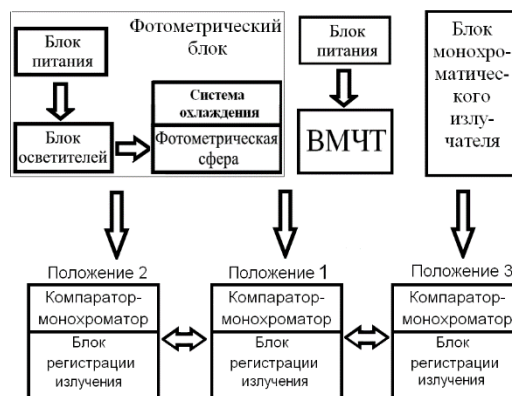 Фотометрический
блок
Блок
питания
Система
охлаждения
Блок
осветителей
Фотометрическая
сфера
Блок
питания
ВМЧТ
Блок
монохро-
матичес-
кого
излу-
чателя
Положение 2
Компаратор-
монохроматор
Блок
регистрации
излучения
Положение 1
Компаратор-
монохроматор
Блок
регистрации
излучения
Положение 3
Компаратор-
монохроматор
Блок
регистрации
излучения